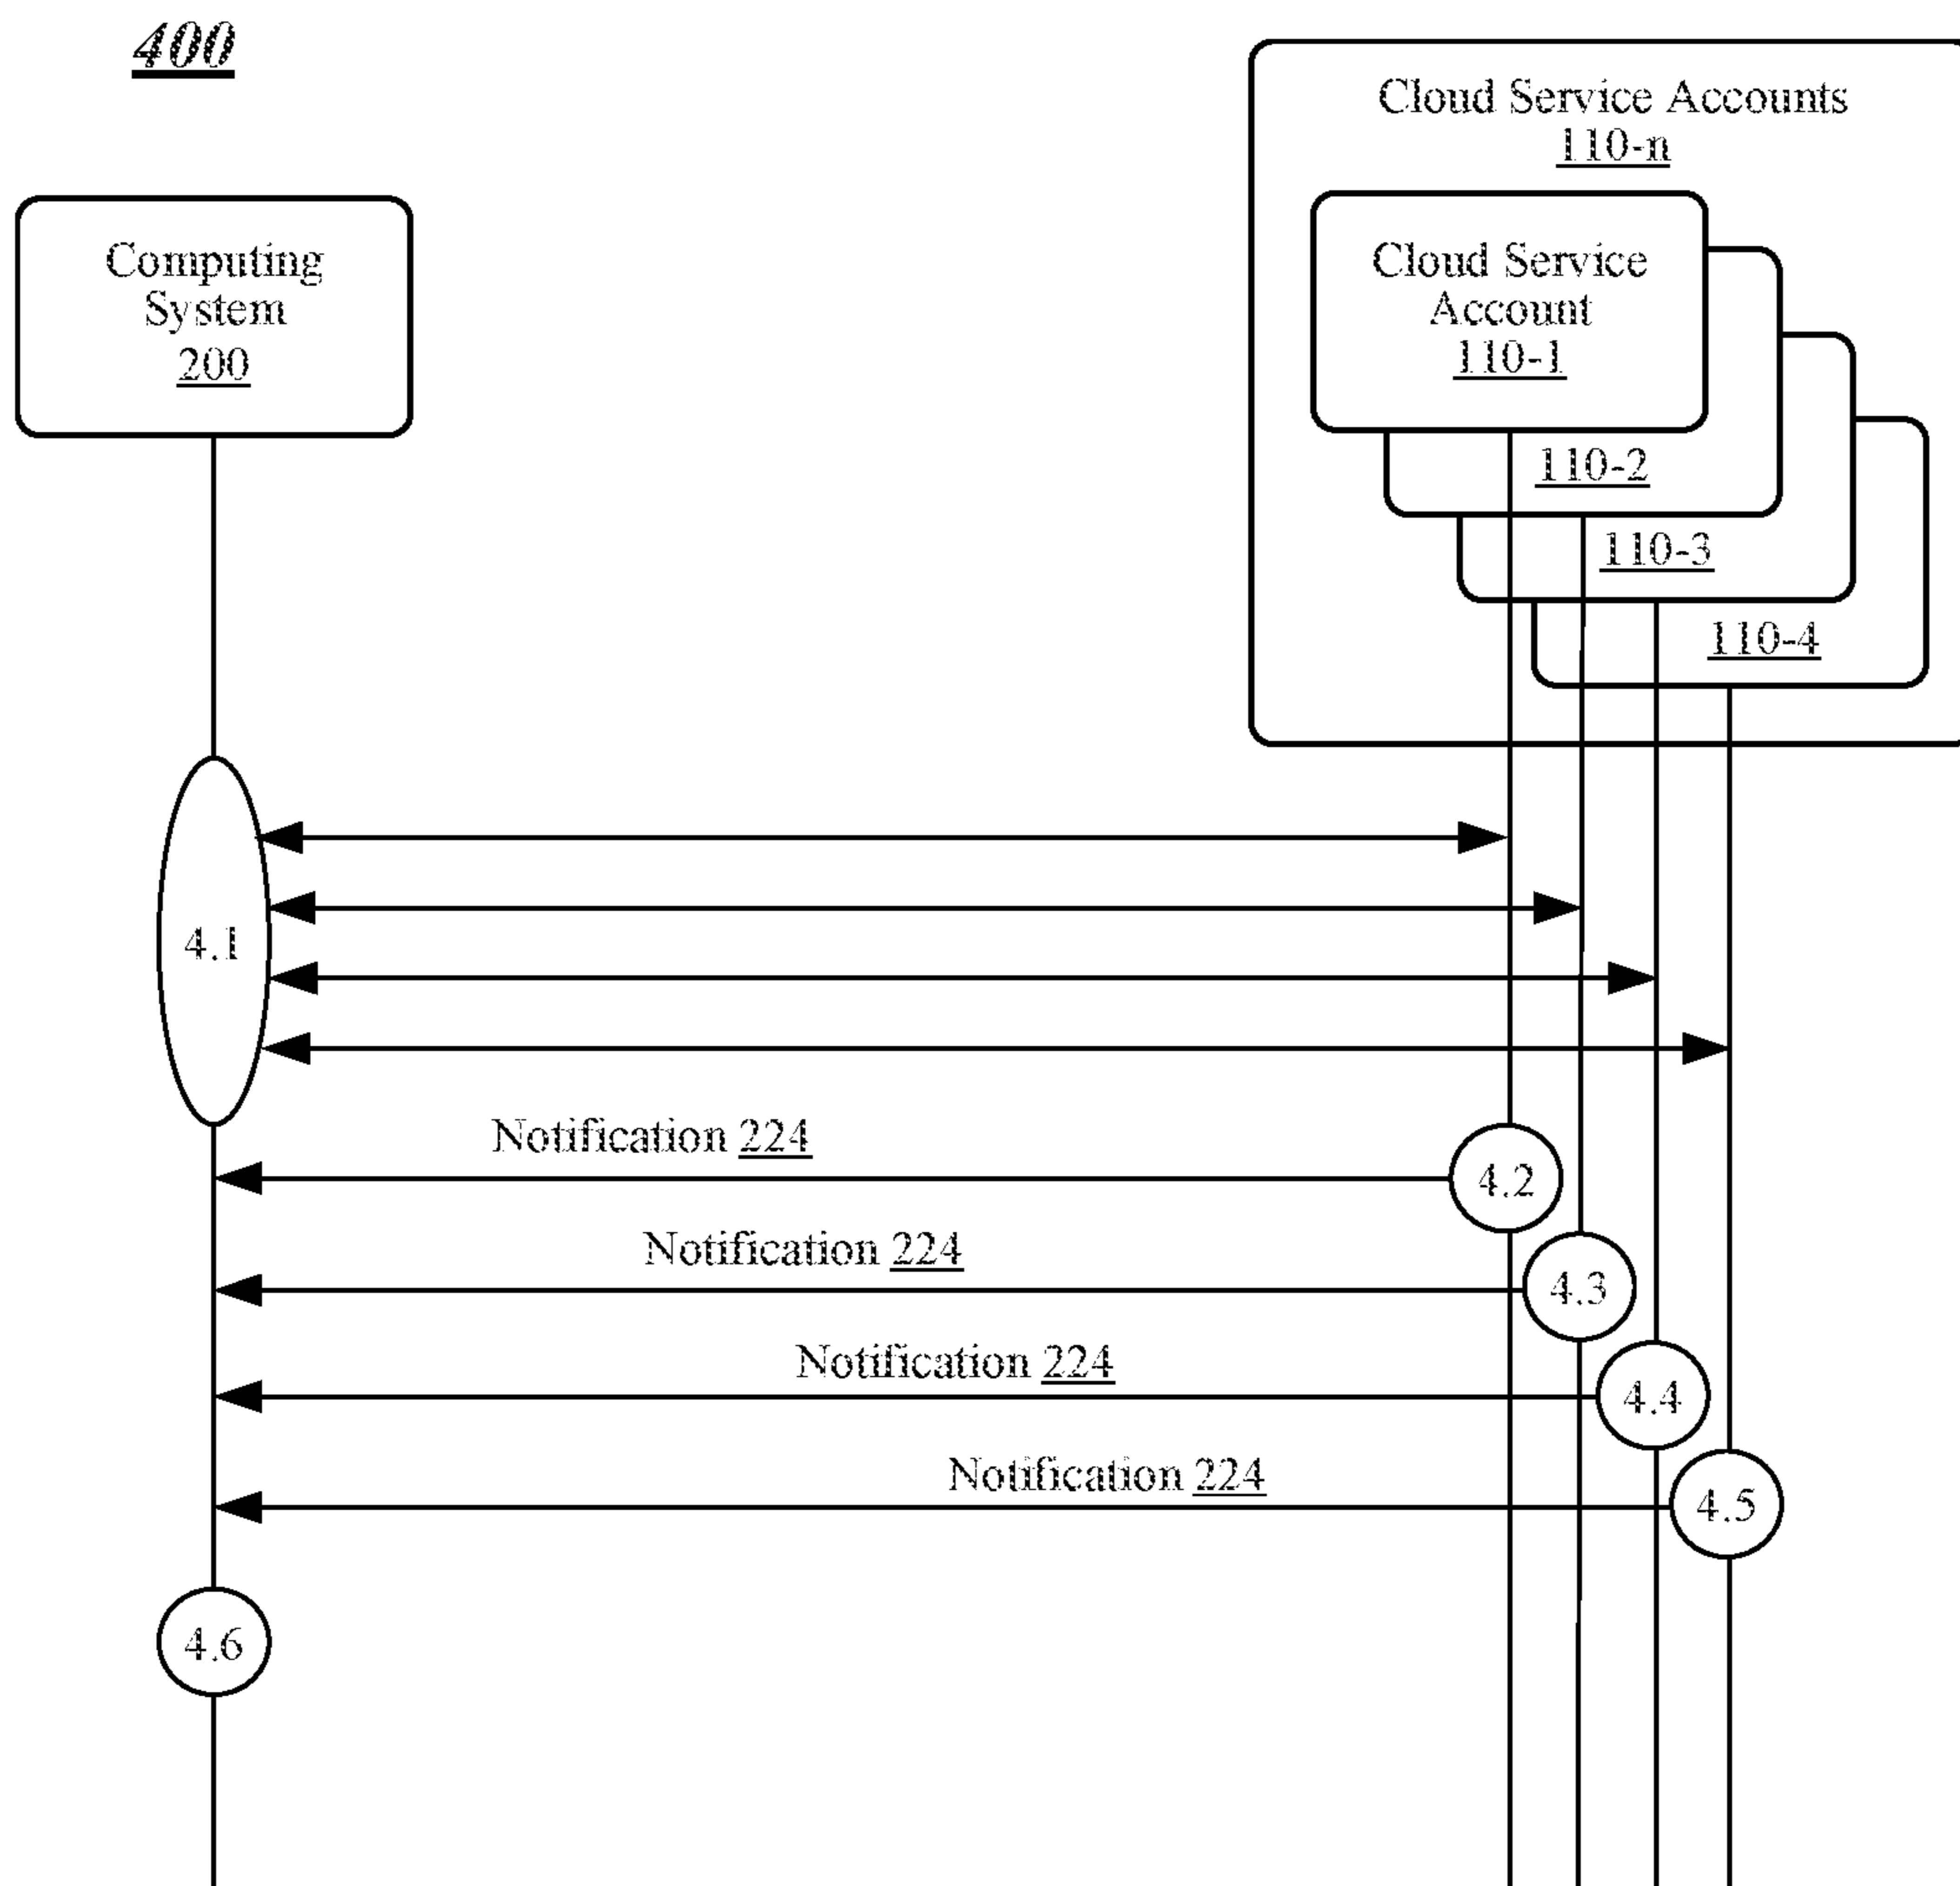 400
Cloud Service Accounts
110-n
Computing
System
200
Cloud Service
Account
110-1
110-2
110-3
110-4
4.1
Notification 224
4.2
Notification 224
4.3
Notification 224
4.4
Notification 224
4.5
4.6